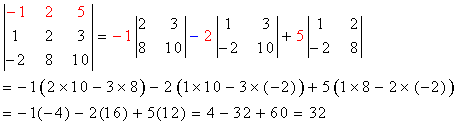 | -1 2 5 | = -1 | 2 3 | -2 | 1 3 | +5 | 1 2 |
| 1 2 3 | | 8 10 | | -2 10 | | -2 8 |
| -2 8 10 |
= -1(2×10 - 3×8) - 2(1×10 - 3×(-2)) + 5(1×8 - 2×(-2))
= -1(-4) - 2(16) + 5(12) = 4 - 32 + 60 = 32